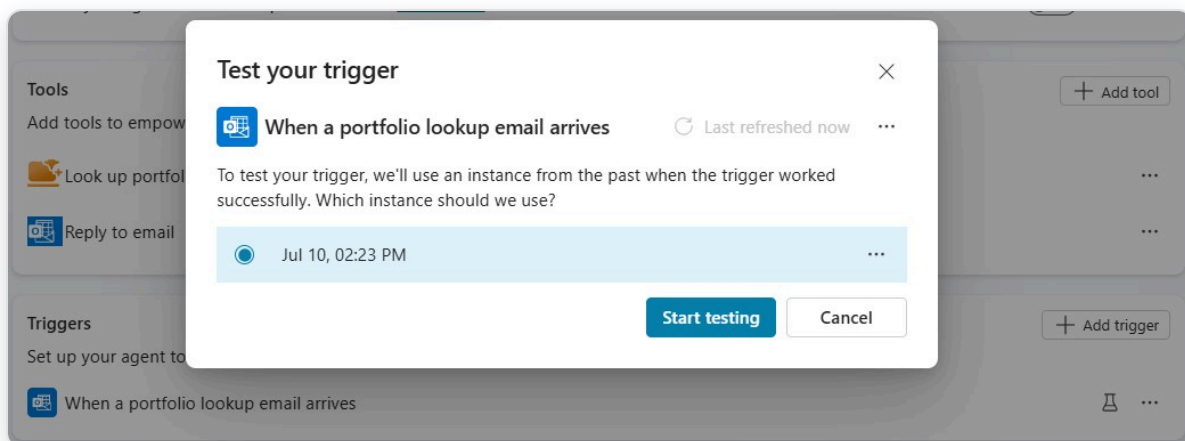 Test your trigger
When a portfolio lookup email arrives
Last refreshed now
To test your trigger, we'll use an instance from the past when the trigger worked
successfully. Which instance should we use?
Jul 10, 02:23 PM
Start testing
Cancel
Tools
Add tool
Add tools to empow
Look up portfol
Reply to email
Triggers
Add trigger
Set up your agent to
When a portfolio lookup email arrives